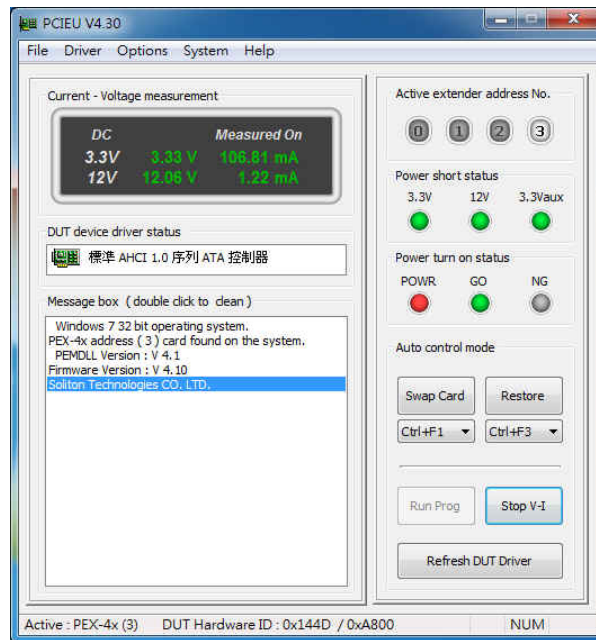 PCIEU V4.30
File Driver Options System Help
Current - Voltage measurement
DC Measured On
3.3V 3.33 V 106.81 mA
12V 12.06 V 1.22 mA
DUT device driver status
標準 AHCI 1.0 序列 ATA 控制器
Message box ( double click to clean )
Windows 7 32 bit operating system.
PEX-4x address ( 3 ) card found on the system.
PEMDLL Version : V 4.1
Firmware Version : V 4.10
Soliton Technologies CO. LTD.
Active extender address No.
0 1 2 3
Power short status
3.3V 12V 3.3Vaux
Power turn on status
POWR GO NG
Auto control mode
Swap Card Restore
Ctrl+F1 Ctrl+F3
Run Prog Stop V-I
Refresh DUT Driver
Active : PEX-4x (3) DUT Hardware ID : 0x144D / 0xA800 NUM